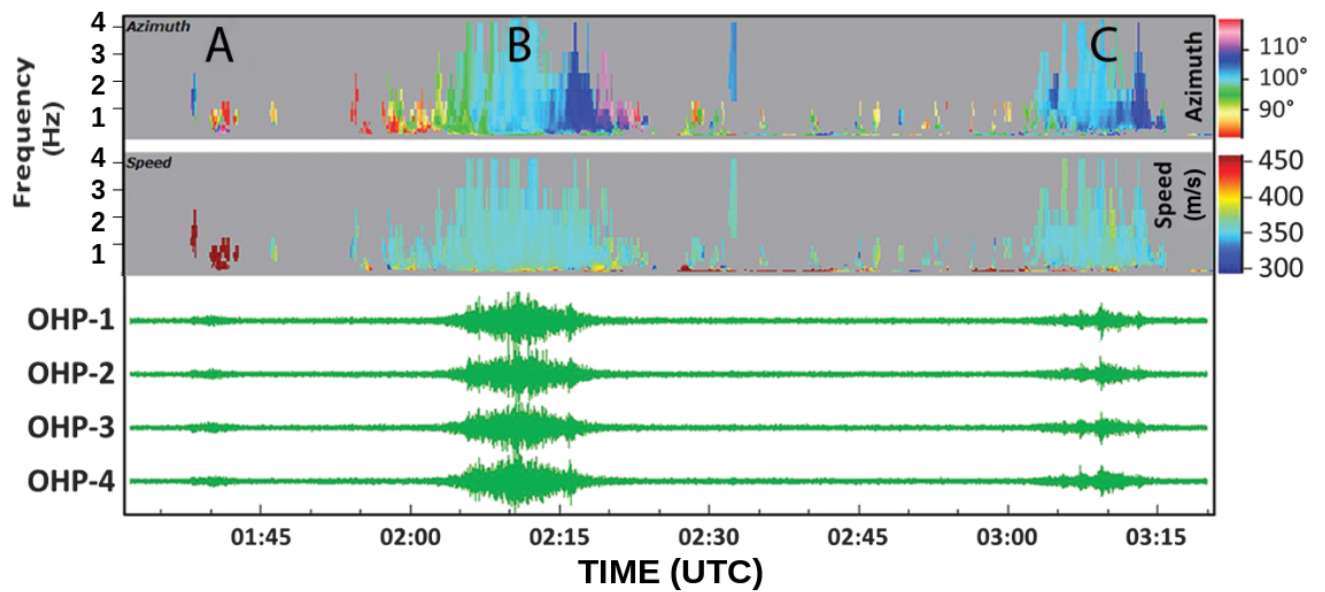 Azimuth
A
B
C
4
3
2
1
Frequency
(Hz)
Azimuth
110°
100°
90°
Speed
4
3
2
1
Speed
(m/s)
450
400
350
300
OHP-1
OHP-2
OHP-3
OHP-4
01:45 02:00 02:15 02:30 02:45 03:00 03:15
TIME (UTC)